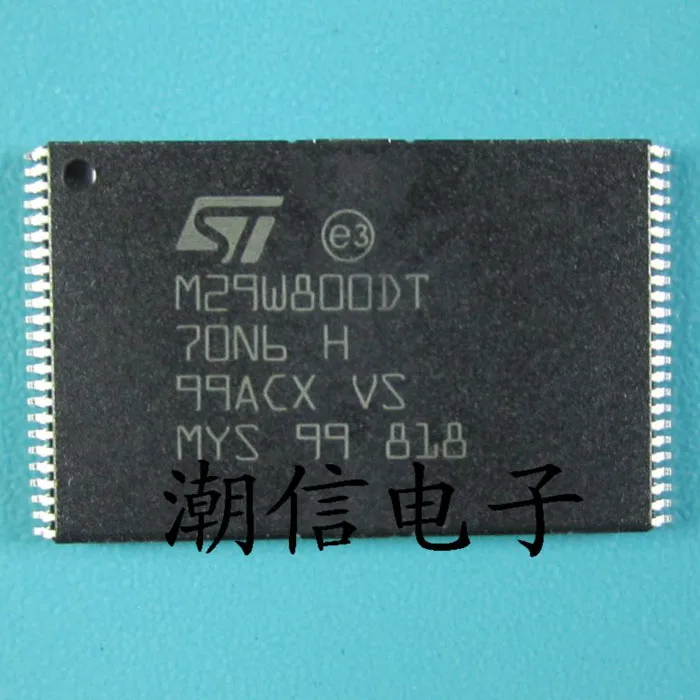 ST e3
M29W800DT
70N6 H
99ACX VS
MYS 99 818
潮信电子